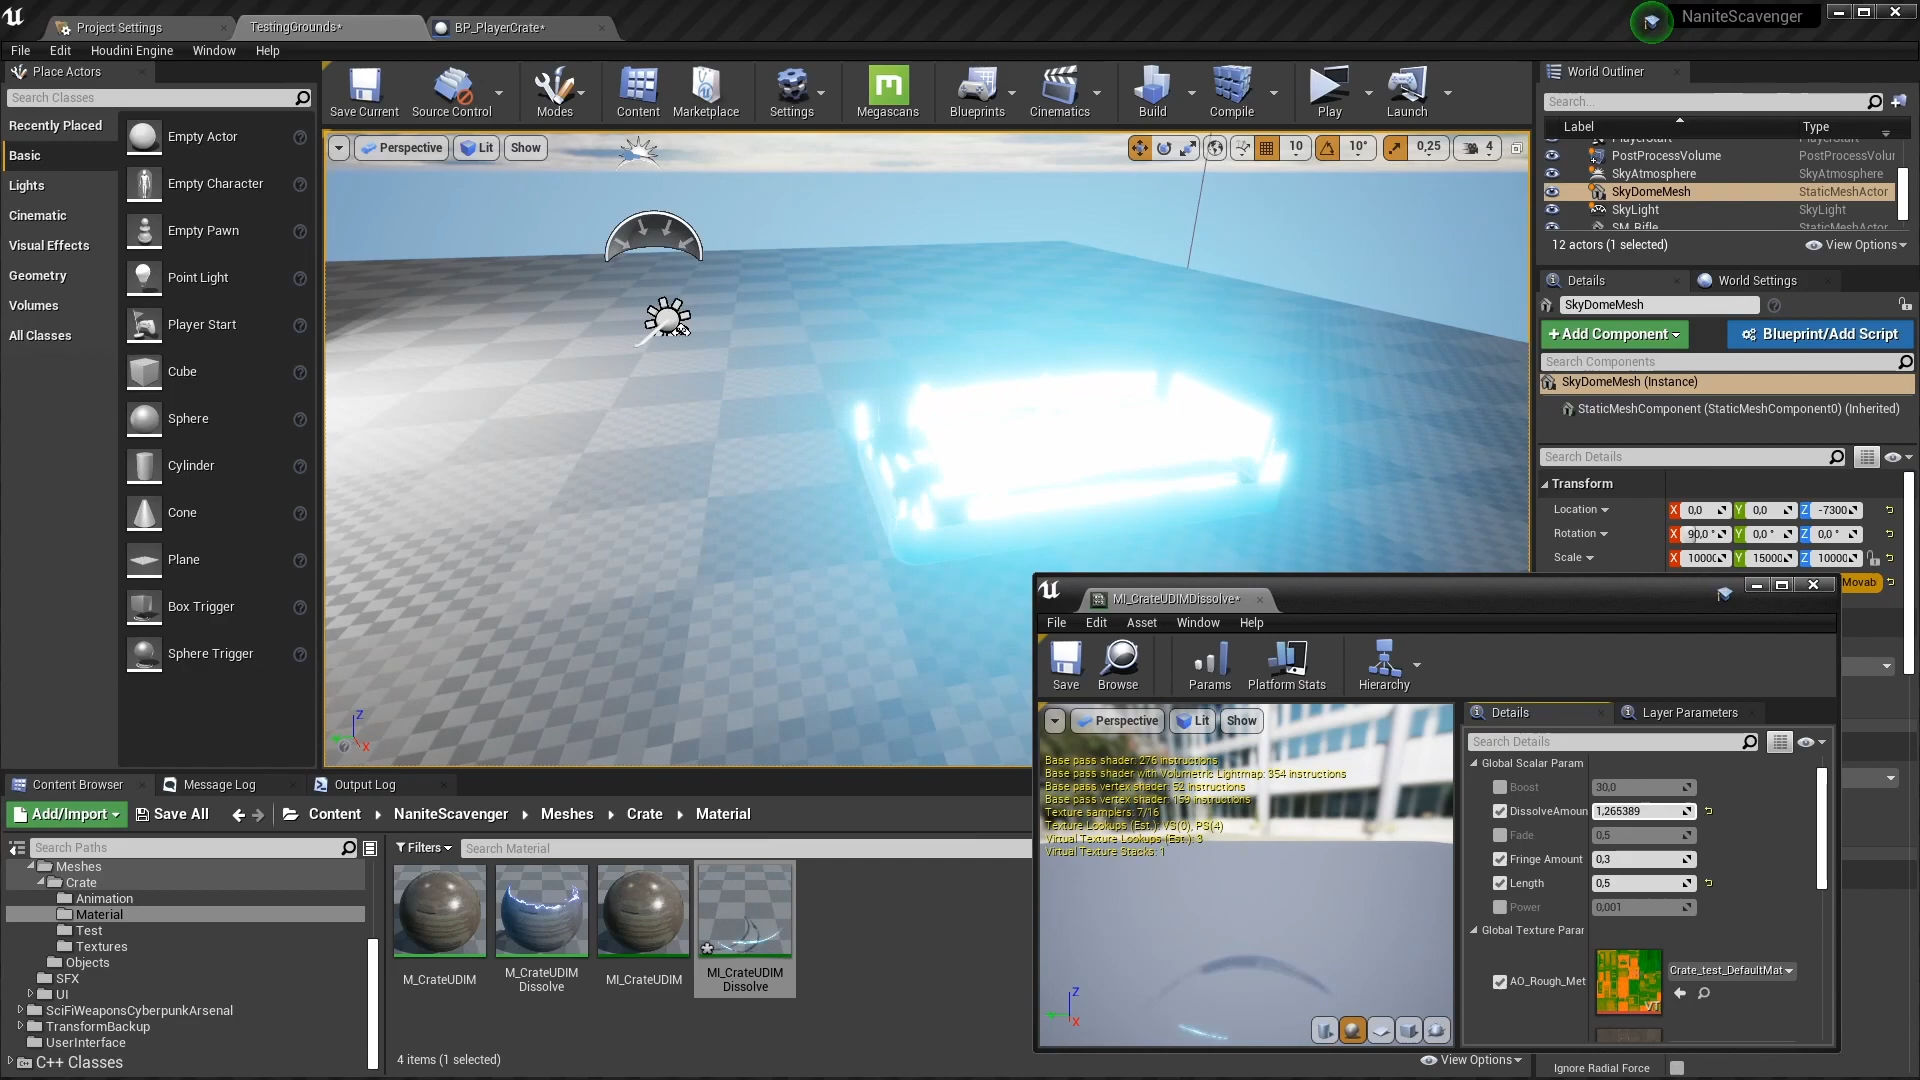 Project Settings
TestingGrounds*
BP_PlayerCrate*
NaniteScavenger
File Edit Houdini Engine Window Help
Place Actors
Search Classes
Recently Placed
Basic
Lights
Cinematic
Visual Effects
Geometry
Volumes
All Classes
Empty Actor
Empty Character
Empty Pawn
Point Light
Player Start
Cube
Sphere
Cylinder
Cone
Plane
Box Trigger
Sphere Trigger
Save Current Source Control Modes Content Marketplace Settings Megascans Blueprints Cinematics Build Compile Play Launch
Perspective Lit Show
10 10° 0,25 4
World Outliner
Search...
Label Type
PlayerStart
PostProcessVolume PostProcessVolur
SkyAtmosphere SkyAtmosphere
SkyDomeMesh StaticMeshActor
SkyLight SkyLight
SM_Rifle StaticMeshActor
12 actors (1 selected) View Options
Details World Settings
SkyDomeMesh
+Add Component Blueprint/Add Script
Search Components
SkyDomeMesh (Instance)
StaticMeshComponent (StaticMeshComponent0) (Inherited)
Search Details
Transform
Location X 0,0 Y 0,0 Z -7300
Rotation X 90,0 ° Y 0,0 ° Z 0,0 °
Scale X 1000 Y 15000 Z 10000
Movab
MI_CrateUDIMDissolve*
File Edit Asset Window Help
Save Browse Params Platform Stats Hierarchy
Perspective Lit Show
Base pass shader: 276 instructions
Base pass shader with Volumetric Lightmap: 354 instructions
Base pass vertex shader: 52 instructions
Base pass vertex shader: 159 instructions
Texture samplers: 7/16
Texture Lookups (Est.): VS(0), PS(4)
Virtual Texture Lookups (Est.): 3
Virtual Texture Stacks: 1
Z
X
Details Layer Parameters
Search Details
Global Scalar Param
Boost 30,0
DissolveAmoun 1,265389
Fade 0,5
Fringe Amount 0,3
Length 0,5
Power 0,001
Global Texture Parar
AO_Rough_Met
VT
Crate_test_DefaultMat
Z
X
Content Browser Message Log Output Log
Add/Import Save All Content NaniteScavenger Meshes Crate Material
Search Paths
Filters Search Material
Meshes
Crate
Animation
Material
Test
Textures
Objects
SFX
UI
SciFiWeaponsCyberpunkArsenal
TransformBackup
UserInterface
C++ Classes
M_CrateUDIM
M_CrateUDIM
Dissolve
MI_CrateUDIM
MI_CrateUDIM
Dissolve
4 items (1 selected)
View Options
Ignore Radial Force